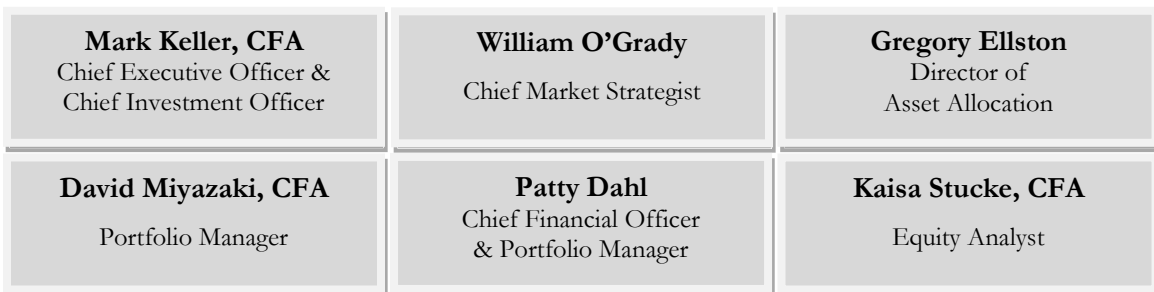 Mark Keller, CFA
Chief Executive Officer &
Chief Investment Officer
William O’Grady
Chief Market Strategist
Gregory Ellston
Director of
Asset Allocation
David Miyazaki, CFA
Portfolio Manager
Patty Dahl
Chief Financial Officer
& Portfolio Manager
Kaisa Stucke, CFA
Equity Analyst